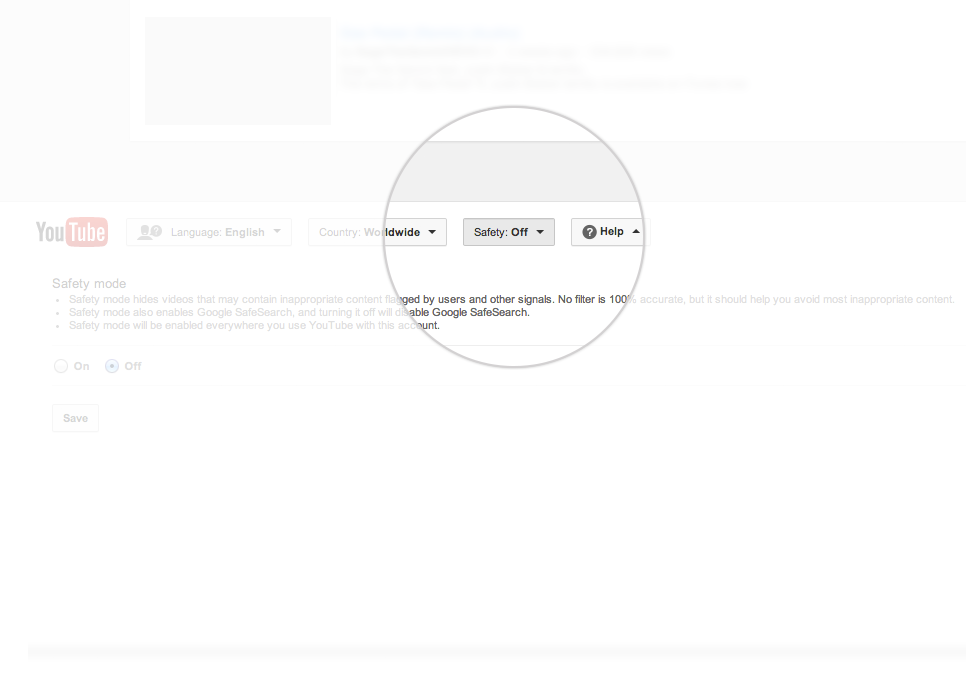 YouTube Language: English Country: Worldwide Safety: Off Help
Safety mode
Safety mode hides videos that may contain inappropriate content flagged by users and other signals. No filter is 100% accurate, but it should help you avoid most inappropriate content.
Safety mode also enables Google SafeSearch, and turning it off will disable Google SafeSearch.
Safety mode will be enabled everywhere you use YouTube with this account.
On Off
Save